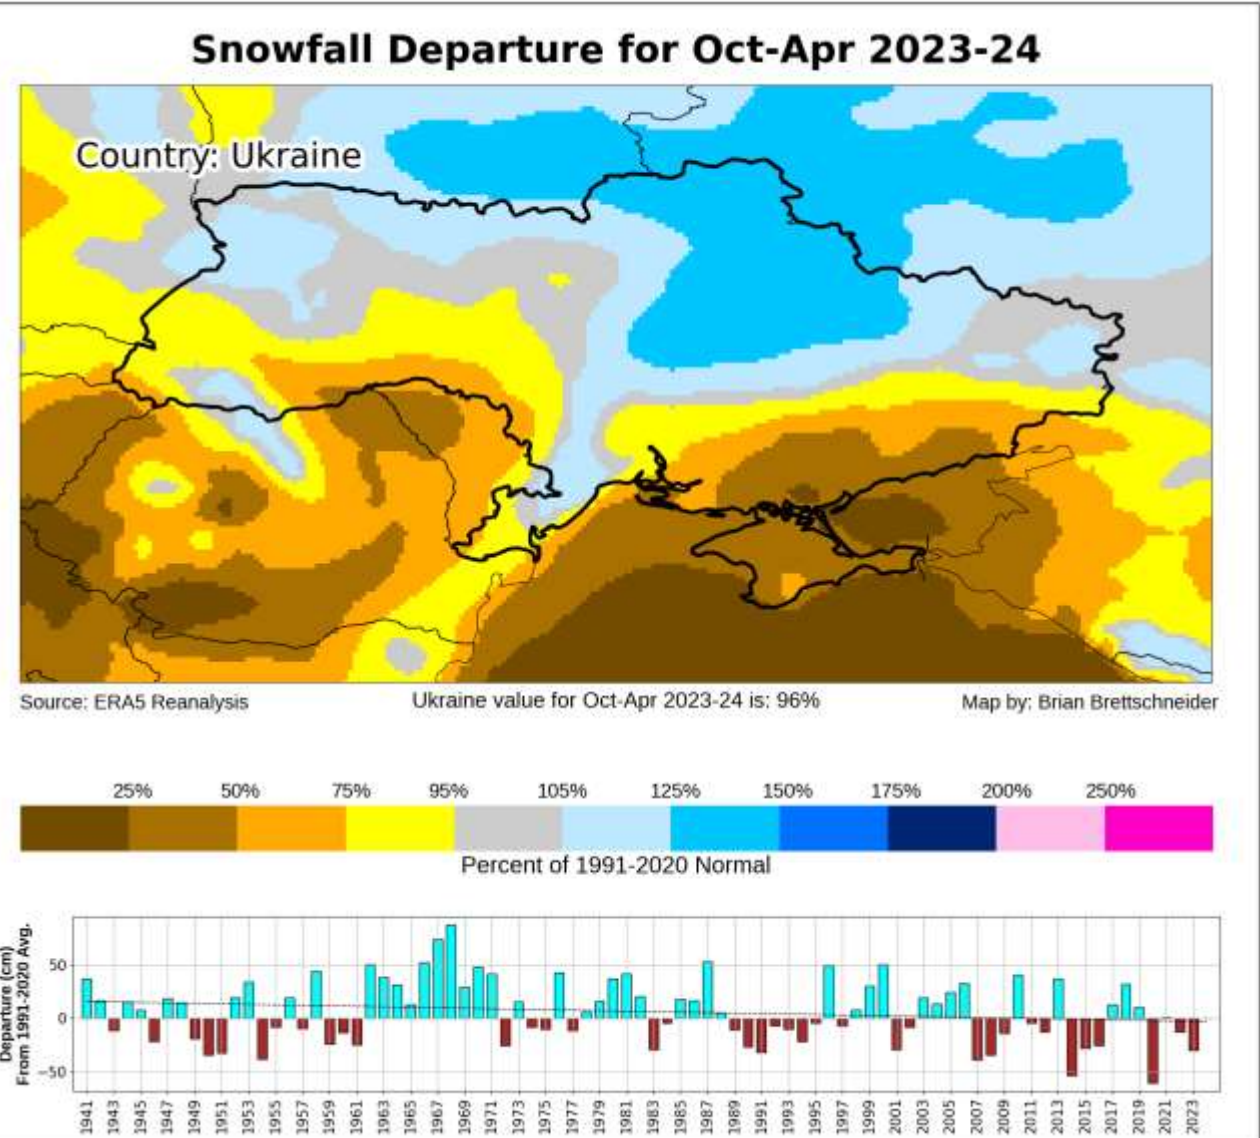 Snowfall Departure for Oct-Apr 2023-24
Country: Ukraine
Source: ERA5 Reanalysis Ukraine value for Oct-Apr 2023-24 is: 96% Map by: Brian Brettschneider
25% 50% 75% 95% 105% 125% 150% 175% 200% 250%
Percent of 1991-2020 Normal
Departure (cm)
From 1991-2020 Avg.
50
0
−50
1941 1943 1945 1947 1949 1951 1953 1955 1957 1959 1961 1963 1965 1967 1969 1971 1973 1975 1977 1979 1981 1983 1985 1987 1989 1991 1993 1995 1997 1999 2001 2003 2005 2007 2009 2011 2013 2015 2017 2019 2021 2023